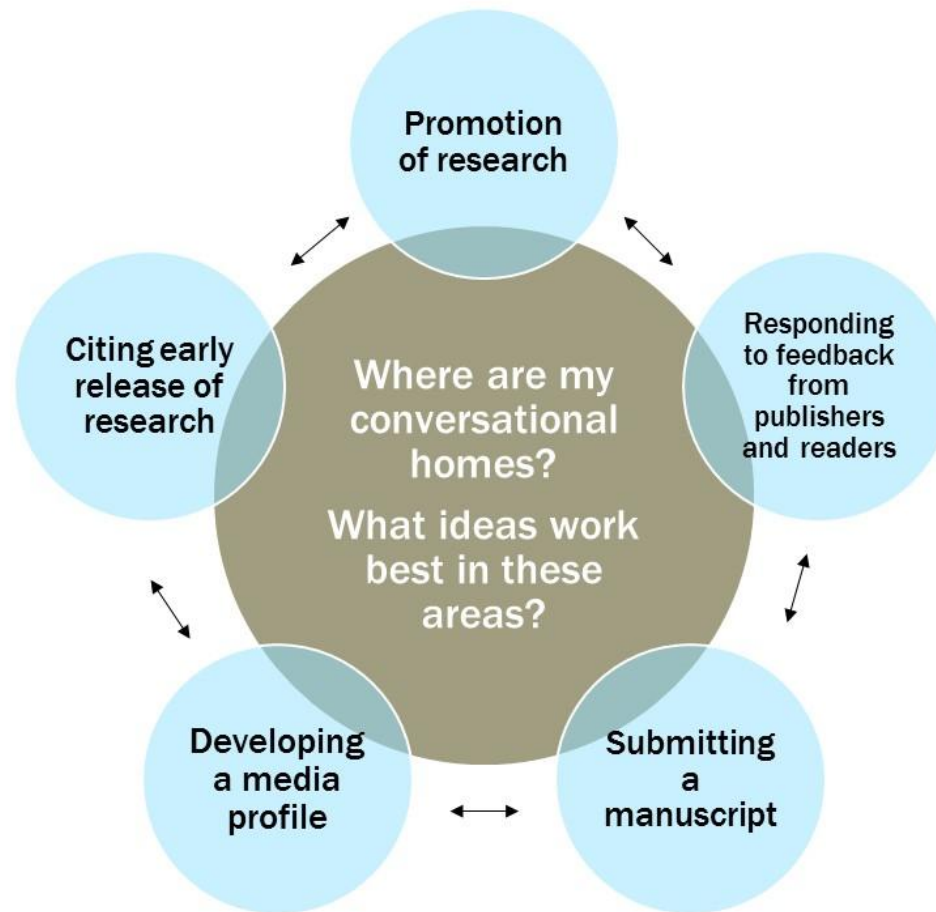 Promotion
of research
Citing early
release of
research
Where are my
conversational
homes?
What ideas work
best in these
areas?
Responding
to feedback
from
publishers
and readers
Developing
a media
profile
Submitting
a
manuscript